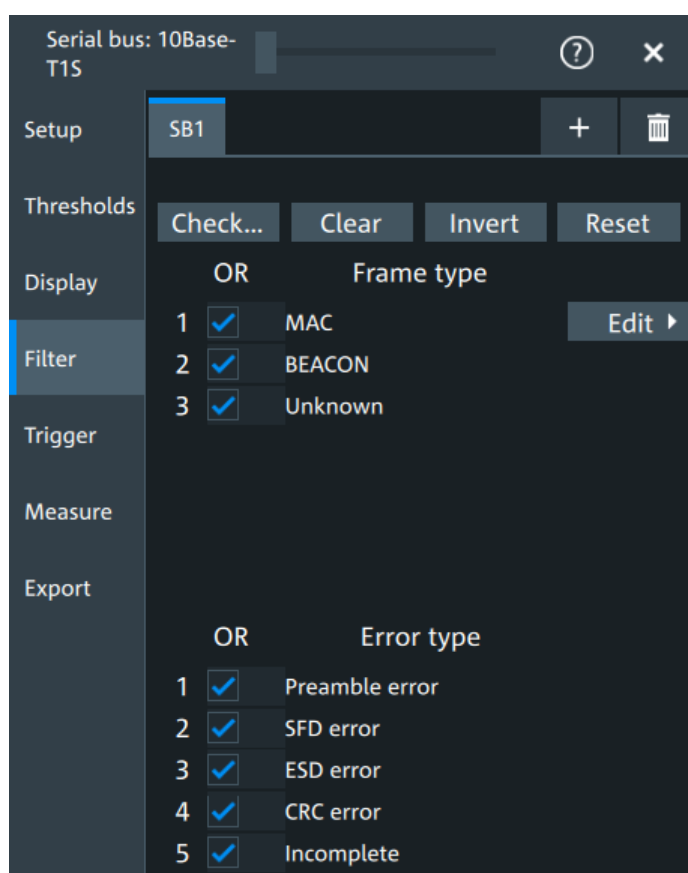 Serial bus: 10Base-
T1S
?
Setup
SB1
+
Thresholds
Check... Clear Invert Reset
Display
OR Frame type
1 MAC Edit
Filter
2 BEACON
3 Unknown
Trigger
Measure
Export
OR Error type
1 Preamble error
2 SFD error
3 ESD error
4 CRC error
5 Incomplete